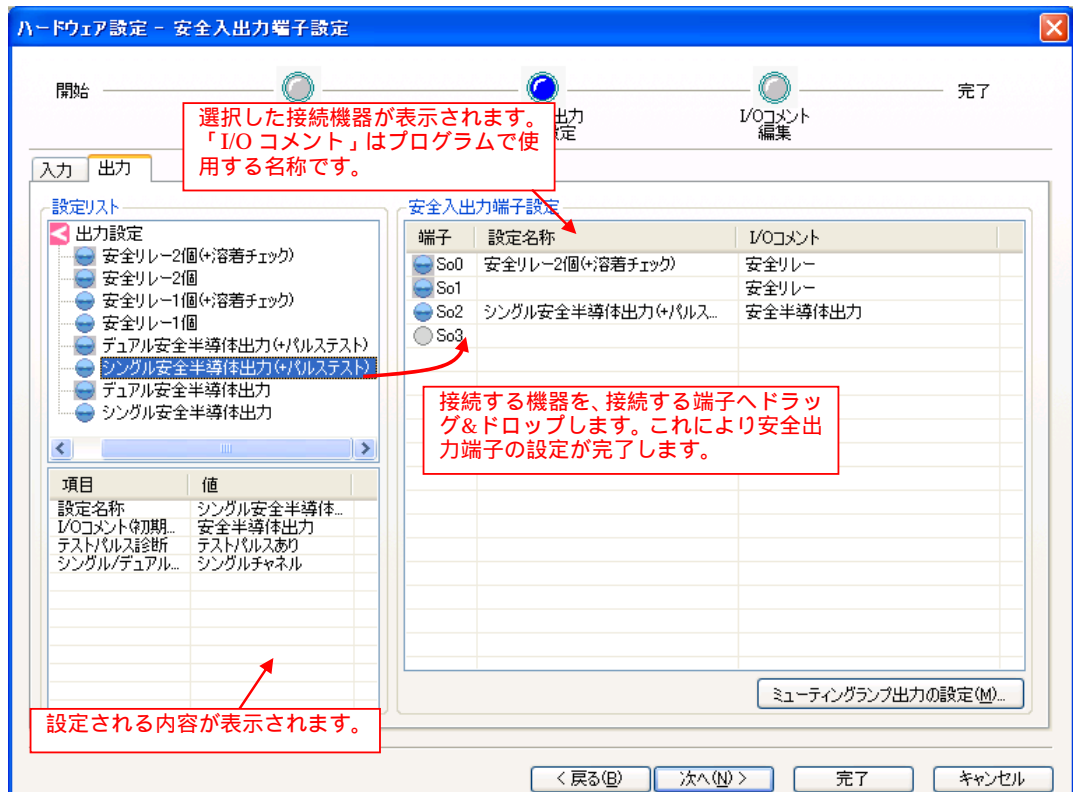 ハードウェア設定 - 安全入出力端子設定
開始
完了
出力
定
I/Oコメント
編集
選択した接続機器が表示されます。
「I/O コメント」はプログラムで使
用する名称です。
入力
出力
設定リスト
出力設定
安全リレー2個(+溶着チェック)
安全リレー2個
安全リレー1個(+溶着チェック)
安全リレー1個
デュアル安全半導体出力(+パルステスト)
シングル安全半導体出力(+パルステスト)
デュアル安全半導体出力
シングル安全半導体出力
項目 値
設定名称 シングル安全半導体...
I/Oコメント(初期... 安全半導体出力
テストパルス診断 テストパルスあり
シングル/デュアル... シングルチャネル
設定される内容が表示されます。
安全入出力端子設定
端子 設定名称 I/Oコメント
So0 安全リレー2個(+溶着チェック) 安全リレー
So1 安全リレー
So2 シングル安全半導体出力(+パルス... 安全半導体出力
So3
接続する機器を、接続する端子へドラッ
グ&ドロップします。これにより安全出
力端子の設定が完了します。
ミューティングランプ出力の設定(M)...
< 戻る(B)
次へ(N) >
完了
キャンセル